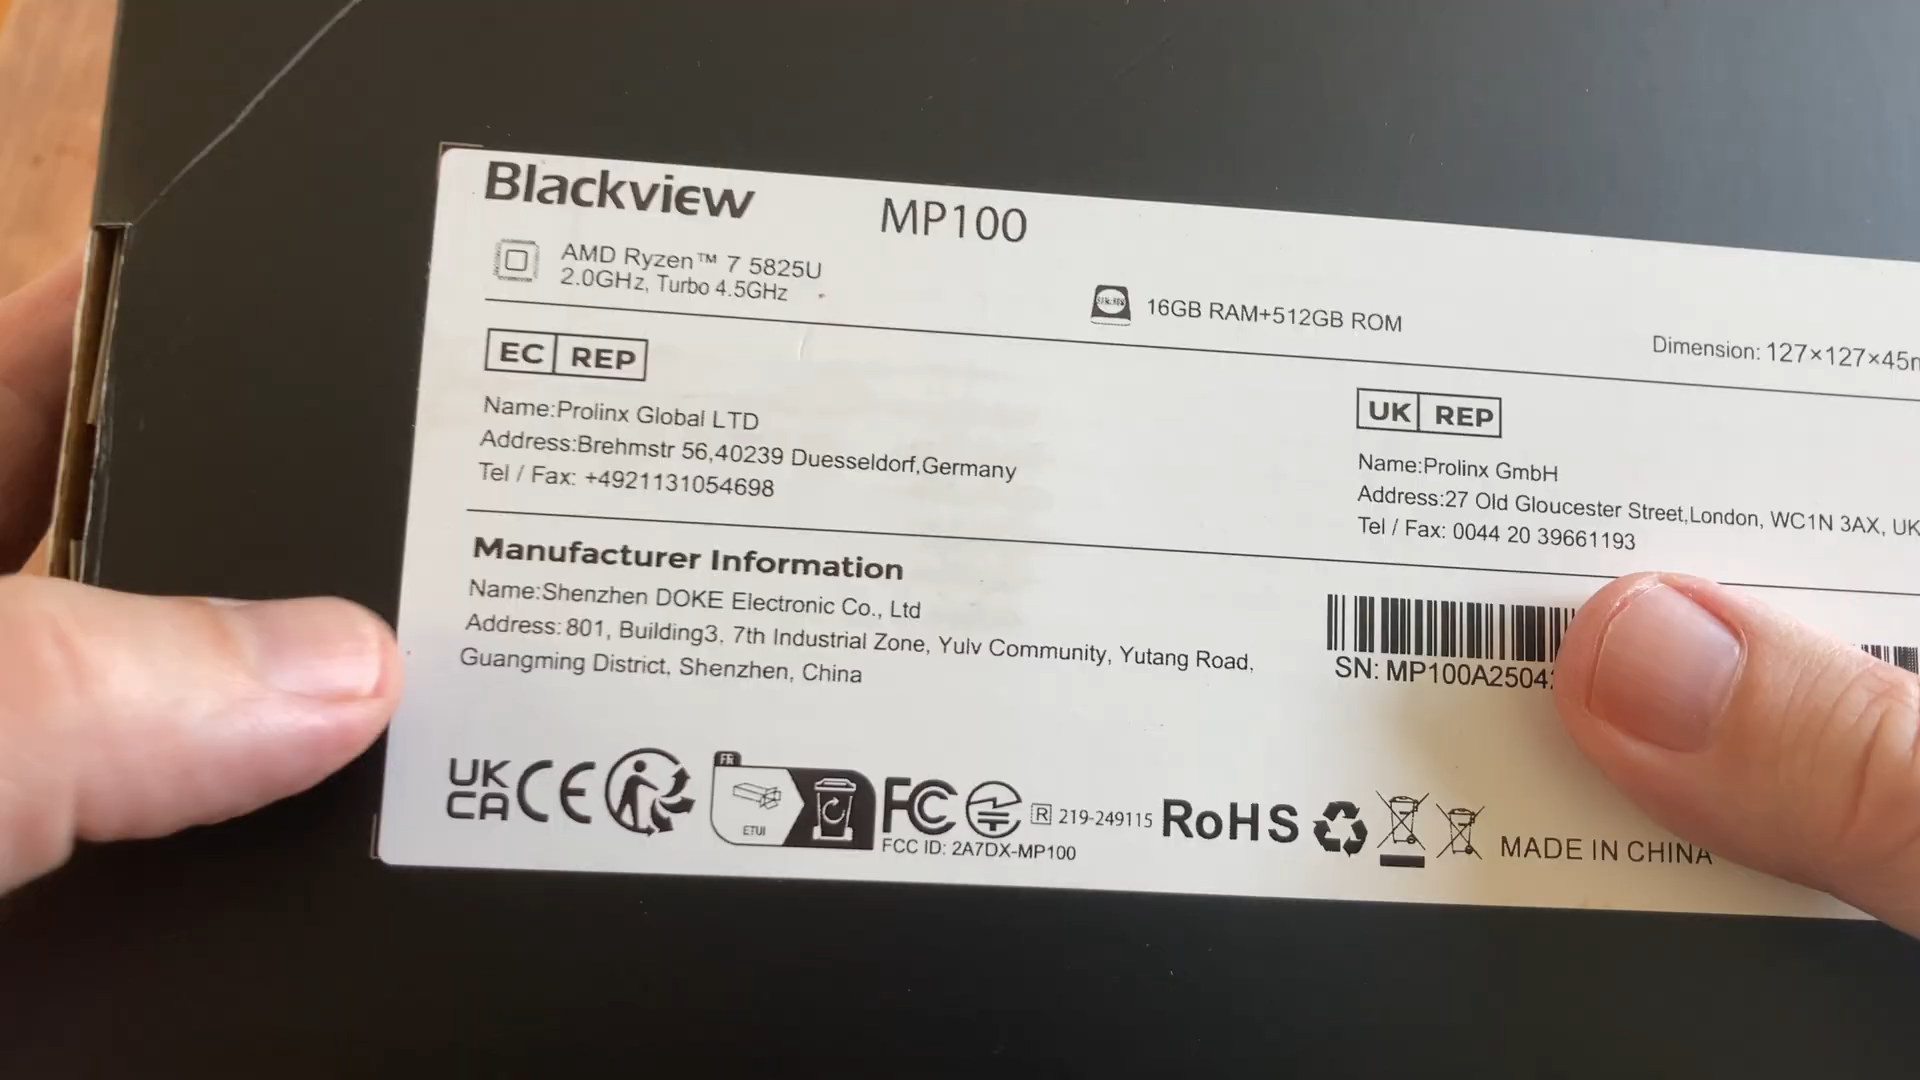 Blackview MP100
AMD Ryzen™ 7 5825U
2.0GHz, Turbo 4.5GHz
16GB RAM+512GB ROM
Dimension: 127×127×45
EC REP
Name:Prolinx Global LTD
Address:Brehmstr 56,40239 Duesseldorf,Germany
Tel / Fax: +4921131054698
UK REP
Name:Prolinx GmbH
Address:27 Old Gloucester Street,London, WC1N 3AX, UK
Tel / Fax: 0044 20 39661193
Manufacturer Information
Name:Shenzhen DOKE Electronic Co., Ltd
Address: 801, Building3, 7th Industrial Zone, Yulv Community, Yutang Road,
Guangming District, Shenzhen, China
SN: MP100A2504
UK
CA
CE
FR
ETUI
FC
FCC ID: 2A7DX-MP100
R 219-249115
RoHS
MADE IN CHINA